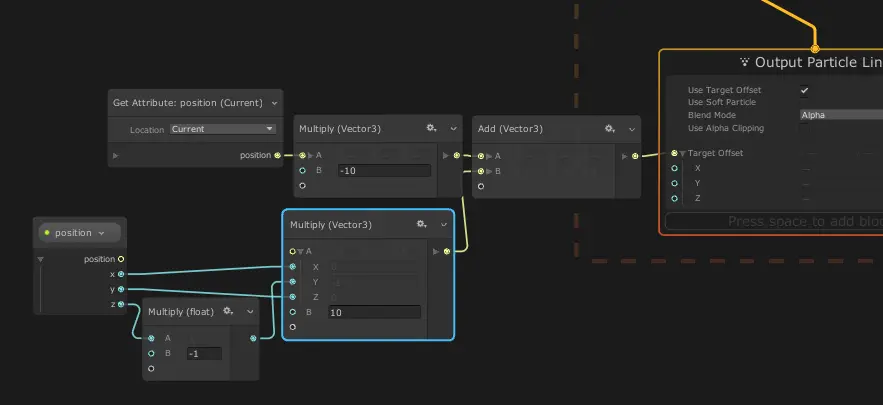 Output Particle Lin
Use Target Offset
Use Soft Particle
Blend Mode Alpha
Use Alpha Clipping
Get Attribute: position (Current)
Location Current
position
Multiply (Vector3)
A
B -10
Add (Vector3)
A
B
Target Offset
X
Y
Z
Press space to add bloc
position
position
x
y
z
Multiply (Vector3)
A
X
Y
Z
B 10
Multiply (float)
A
B -1